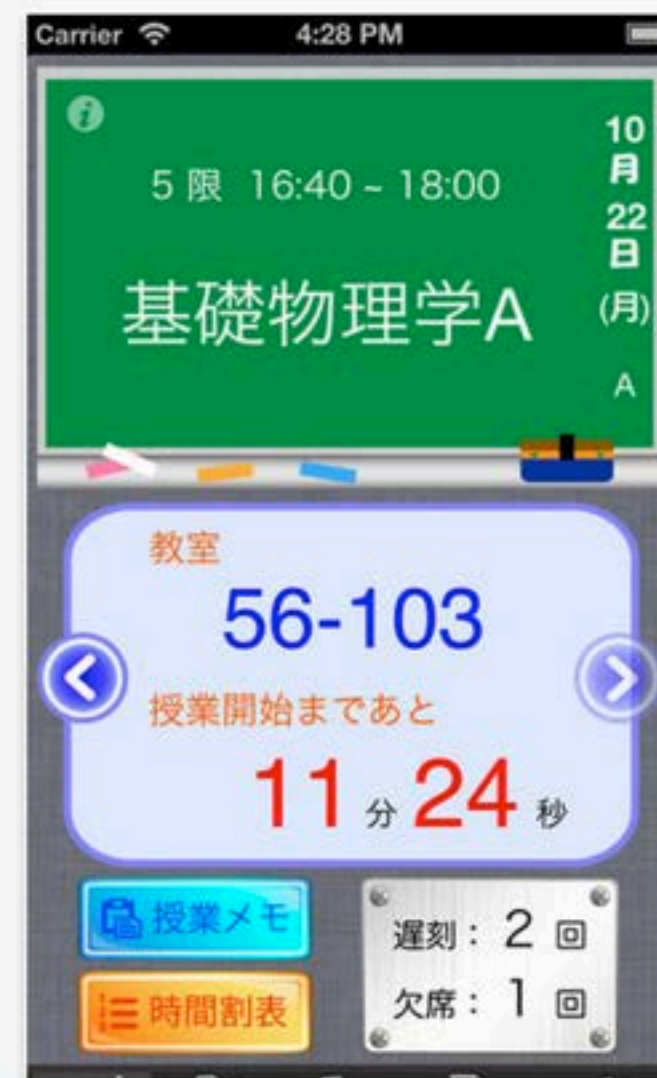 Carrier 4:28 PM
i
5 限 16:40 ~ 18:00
基礎物理学A
10
月
22
日
(月)
A
教室
56-103
授業開始まであと
11 分 24 秒
授業メモ
時間割表
遅刻： 2 回
欠席： 1 回